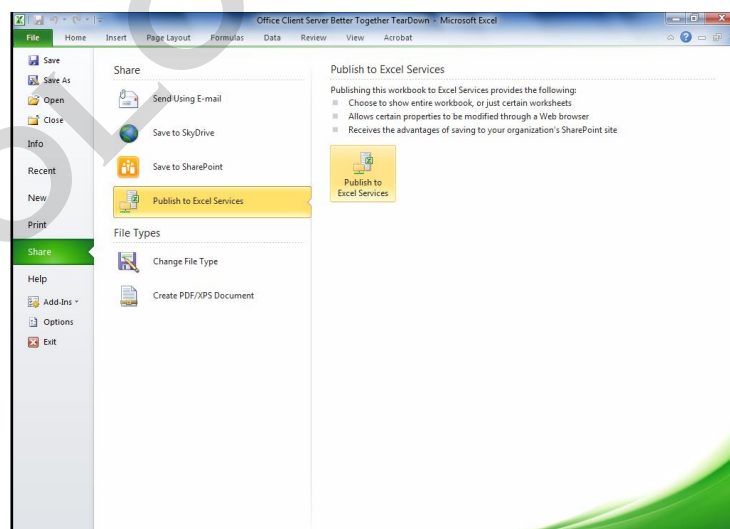 Office Client Server Better Together TearDown - Microsoft Excel
File Home Insert Page Layout Formulas Data Review View Acrobat
Save
Save As
Open
Close
Info
Recent
New
Print
Share
Help
Add-Ins
Options
Exit
Share
Send Using E-mail
Save to SkyDrive
Save to SharePoint
Publish to Excel Services
File Types
Change File Type
Create PDF/XPS Document
Publish to Excel Services
Publishing this workbook to Excel Services provides the following:
Choose to show entire workbook, or just certain worksheets
Allows certain properties to be modified through a Web browser
Receives the advantages of saving to your organization's SharePoint site
Publish to
Excel Services